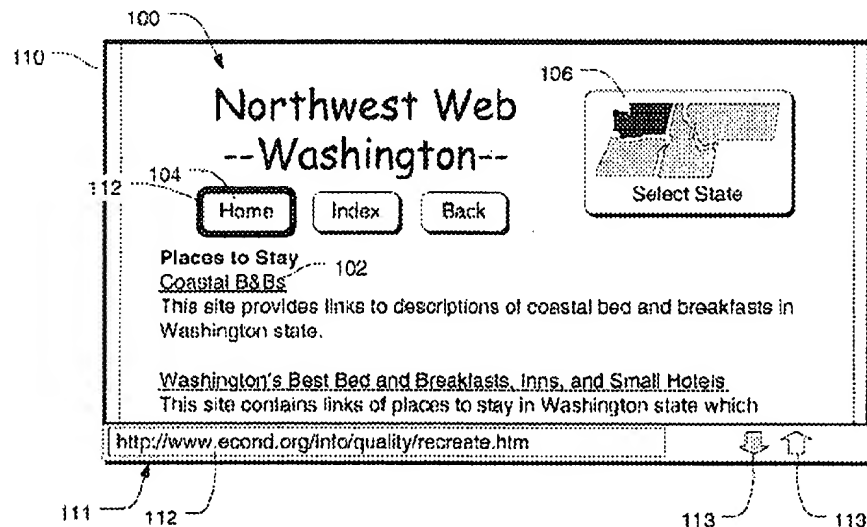 100
110
106
Northwest Web
--Washington--
Select State
104
112
Home Index Back
Places to Stay
102
Coastal B&Bs
This site provides links to descriptions of coastal bed and breakfasts in
Washington state.
Washington's Best Bed and Breakfasts, Inns, and Small Hotels
This site contains links of places to stay in Washington state which
http://www.econd.org/info/quality/recreate.htm
111 112 113 113